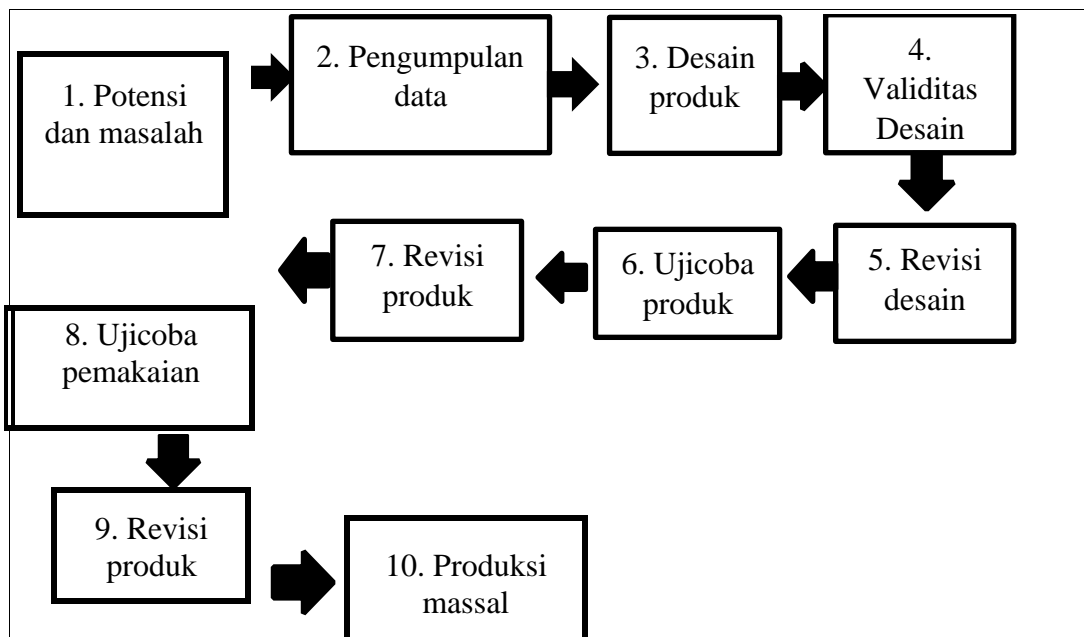 1. Potensi
dan masalah
2. Pengumpulan
data
3. Desain
produk
4.
Validitas
Desain
5. Revisi
desain
6. Ujicoba
produk
7. Revisi
produk
8. Ujicoba
pemakaian
9. Revisi
produk
10. Produksi
massal